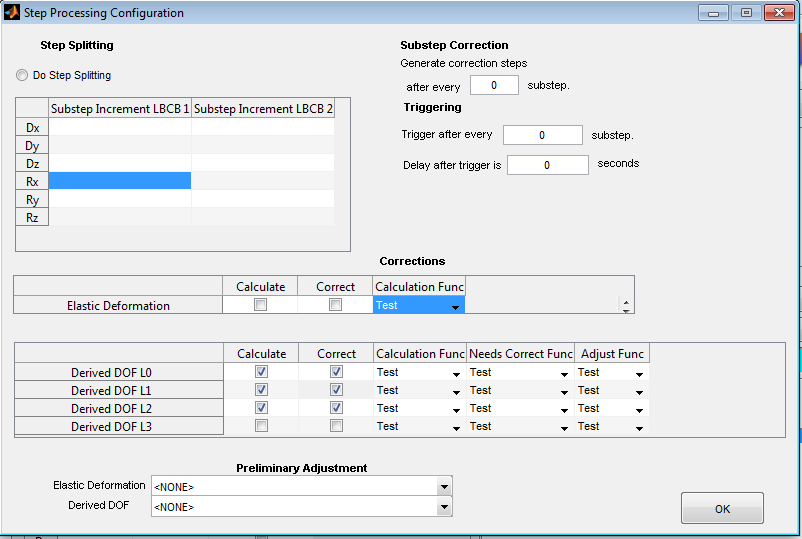 Step Processing Configuration
Step Splitting
Do Step Splitting
Substep Increment LBCB 1 Substep Increment LBCB 2
Dx
Dy
Dz
Rx
Ry
Rz
Substep Correction
Generate correction steps
after every 0 substep.
Triggering
Trigger after every 0 substep.
Delay after trigger is 0 seconds
Corrections
Calculate Correct Calculation Func
Elastic Deformation Test
Calculate Correct Calculation Func Needs Correct Func Adjust Func
Derived DOF L0 Test Test Test
Derived DOF L1 Test Test Test
Derived DOF L2 Test Test Test
Derived DOF L3 Test Test Test
Preliminary Adjustment
Elastic Deformation <NONE>
Derived DOF <NONE>
OK